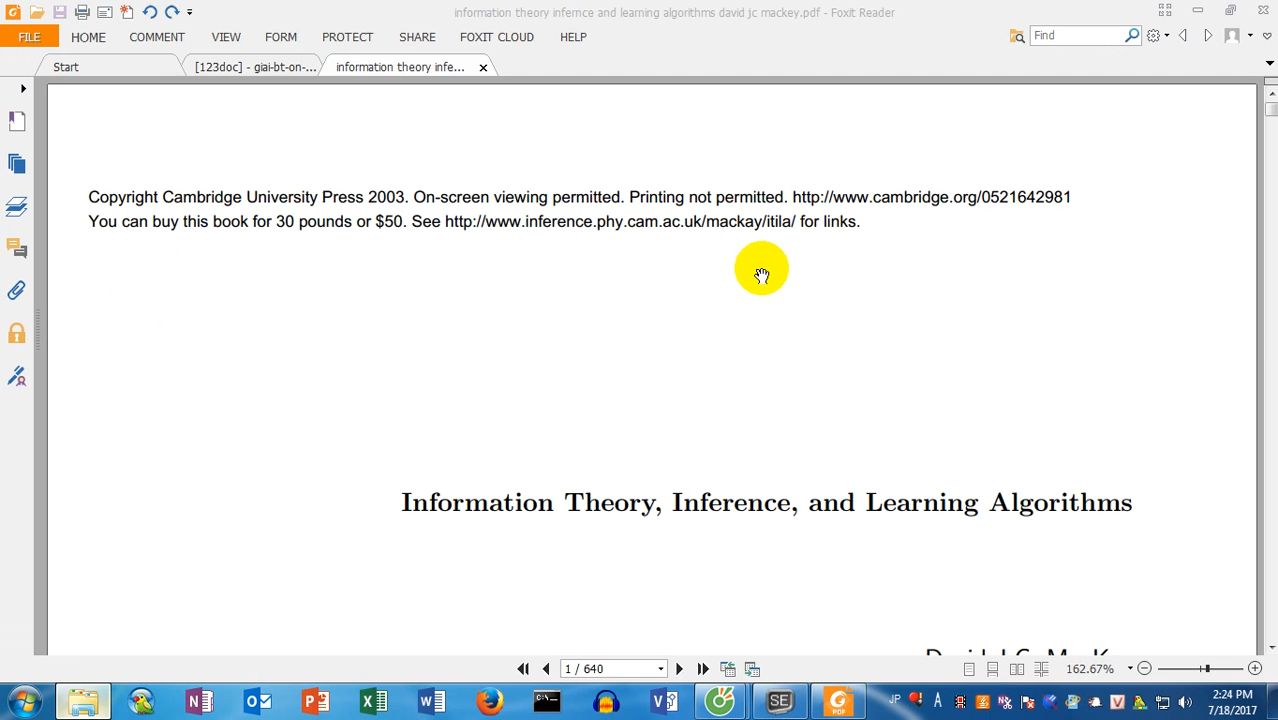 information theory infernce and learning algorithms david jc mackey.pdf - Foxit Reader
FILE HOME COMMENT VIEW FORM PROTECT SHARE FOXIT CLOUD HELP Find
Start [123doc] - giai-bt-on-... information theory infe...
Copyright Cambridge University Press 2003. On-screen viewing permitted. Printing not permitted. http://www.cambridge.org/0521642981
You can buy this book for 30 pounds or $50. See http://www.inference.phy.cam.ac.uk/mackay/itila/ for links.
Information Theory, Inference, and Learning Algorithms
1 / 640 162.67%
JP A
2:24 PM
7/18/2017